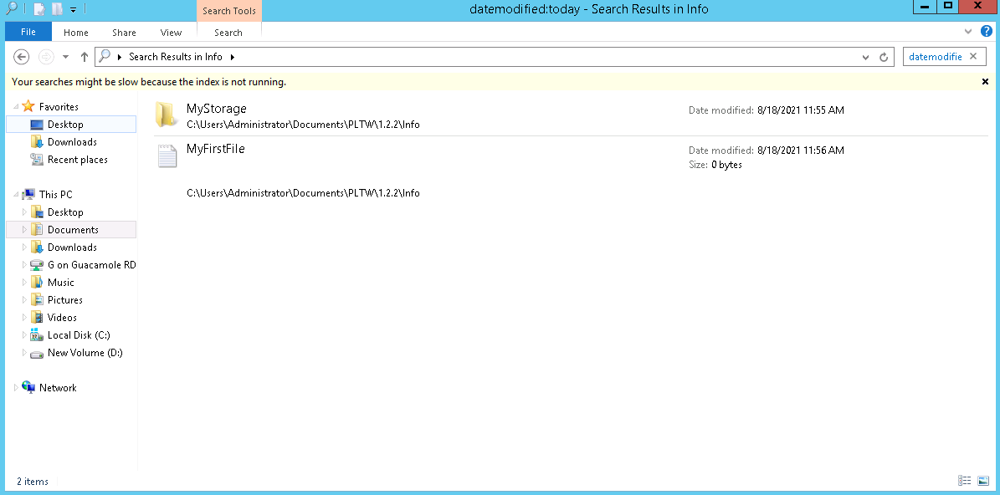 Search Tools
datemodified:today - Search Results in Info
File Home Share View Search
Search Results in Info
datemodifie
Your searches might be slow because the index is not running.
Favorites
Desktop
Downloads
Recent places
This PC
Desktop
Documents
Downloads
G on Guacamole RD
Music
Pictures
Videos
Local Disk (C:)
New Volume (D:)
Network
MyStorage
C:\Users\Administrator\Documents\PLTW\1.2.2\Info
Date modified: 8/18/2021 11:55 AM
MyFirstFile
Date modified: 8/18/2021 11:56 AM
Size: 0 bytes
C:\Users\Administrator\Documents\PLTW\1.2.2\Info
2 items